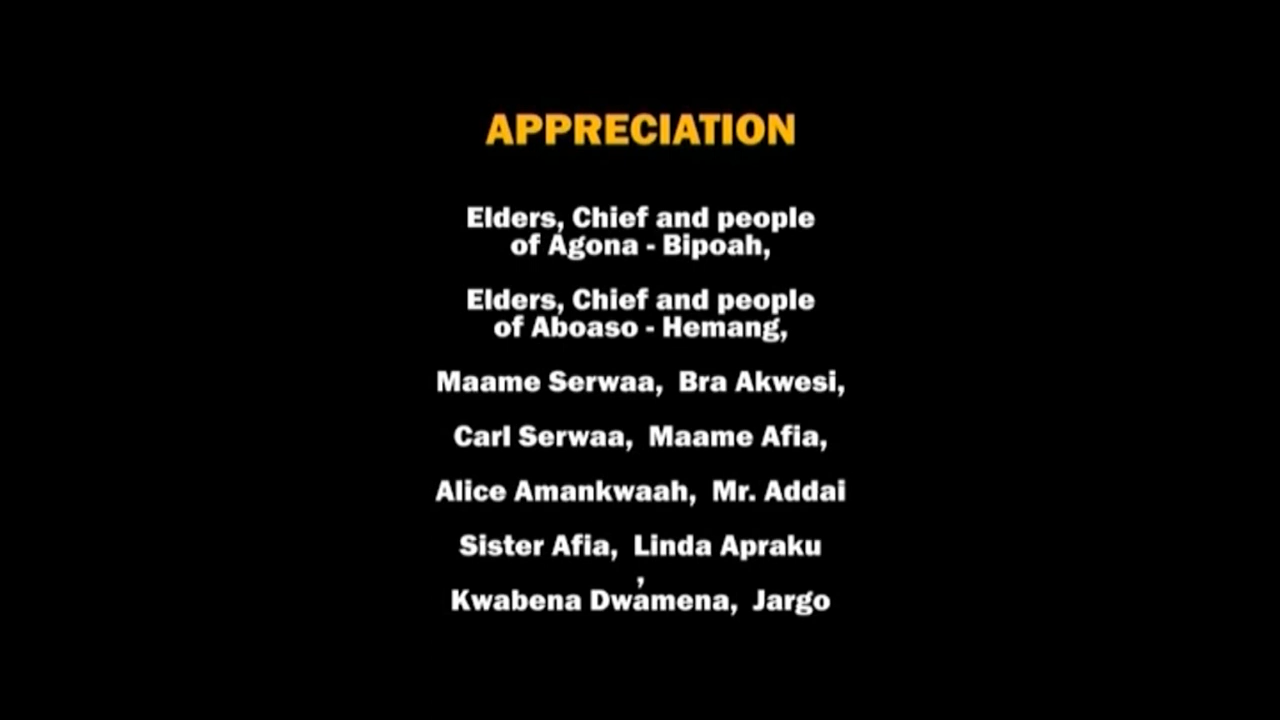 APPRECIATION
Elders, Chief and people
of Agona - Bipoah,
Elders, Chief and people
of Aboaso - Hemang,
Maame Serwaa, Bra Akwesi,
Carl Serwaa, Maame Afia,
Alice Amankwaah, Mr. Addai
Sister Afia, Linda Apraku
,
Kwabena Dwamena, Jargo